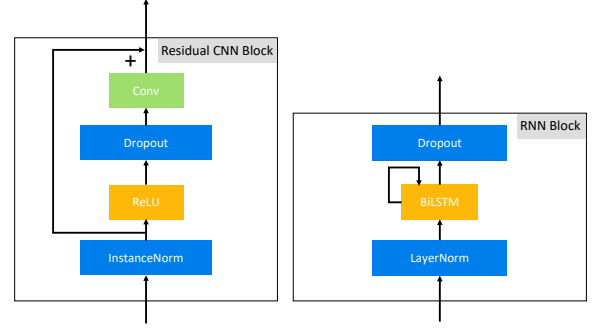 Residual CNN Block
+
Conv
Dropout
ReLU
InstanceNorm
RNN Block
Dropout
BiLSTM
LayerNorm